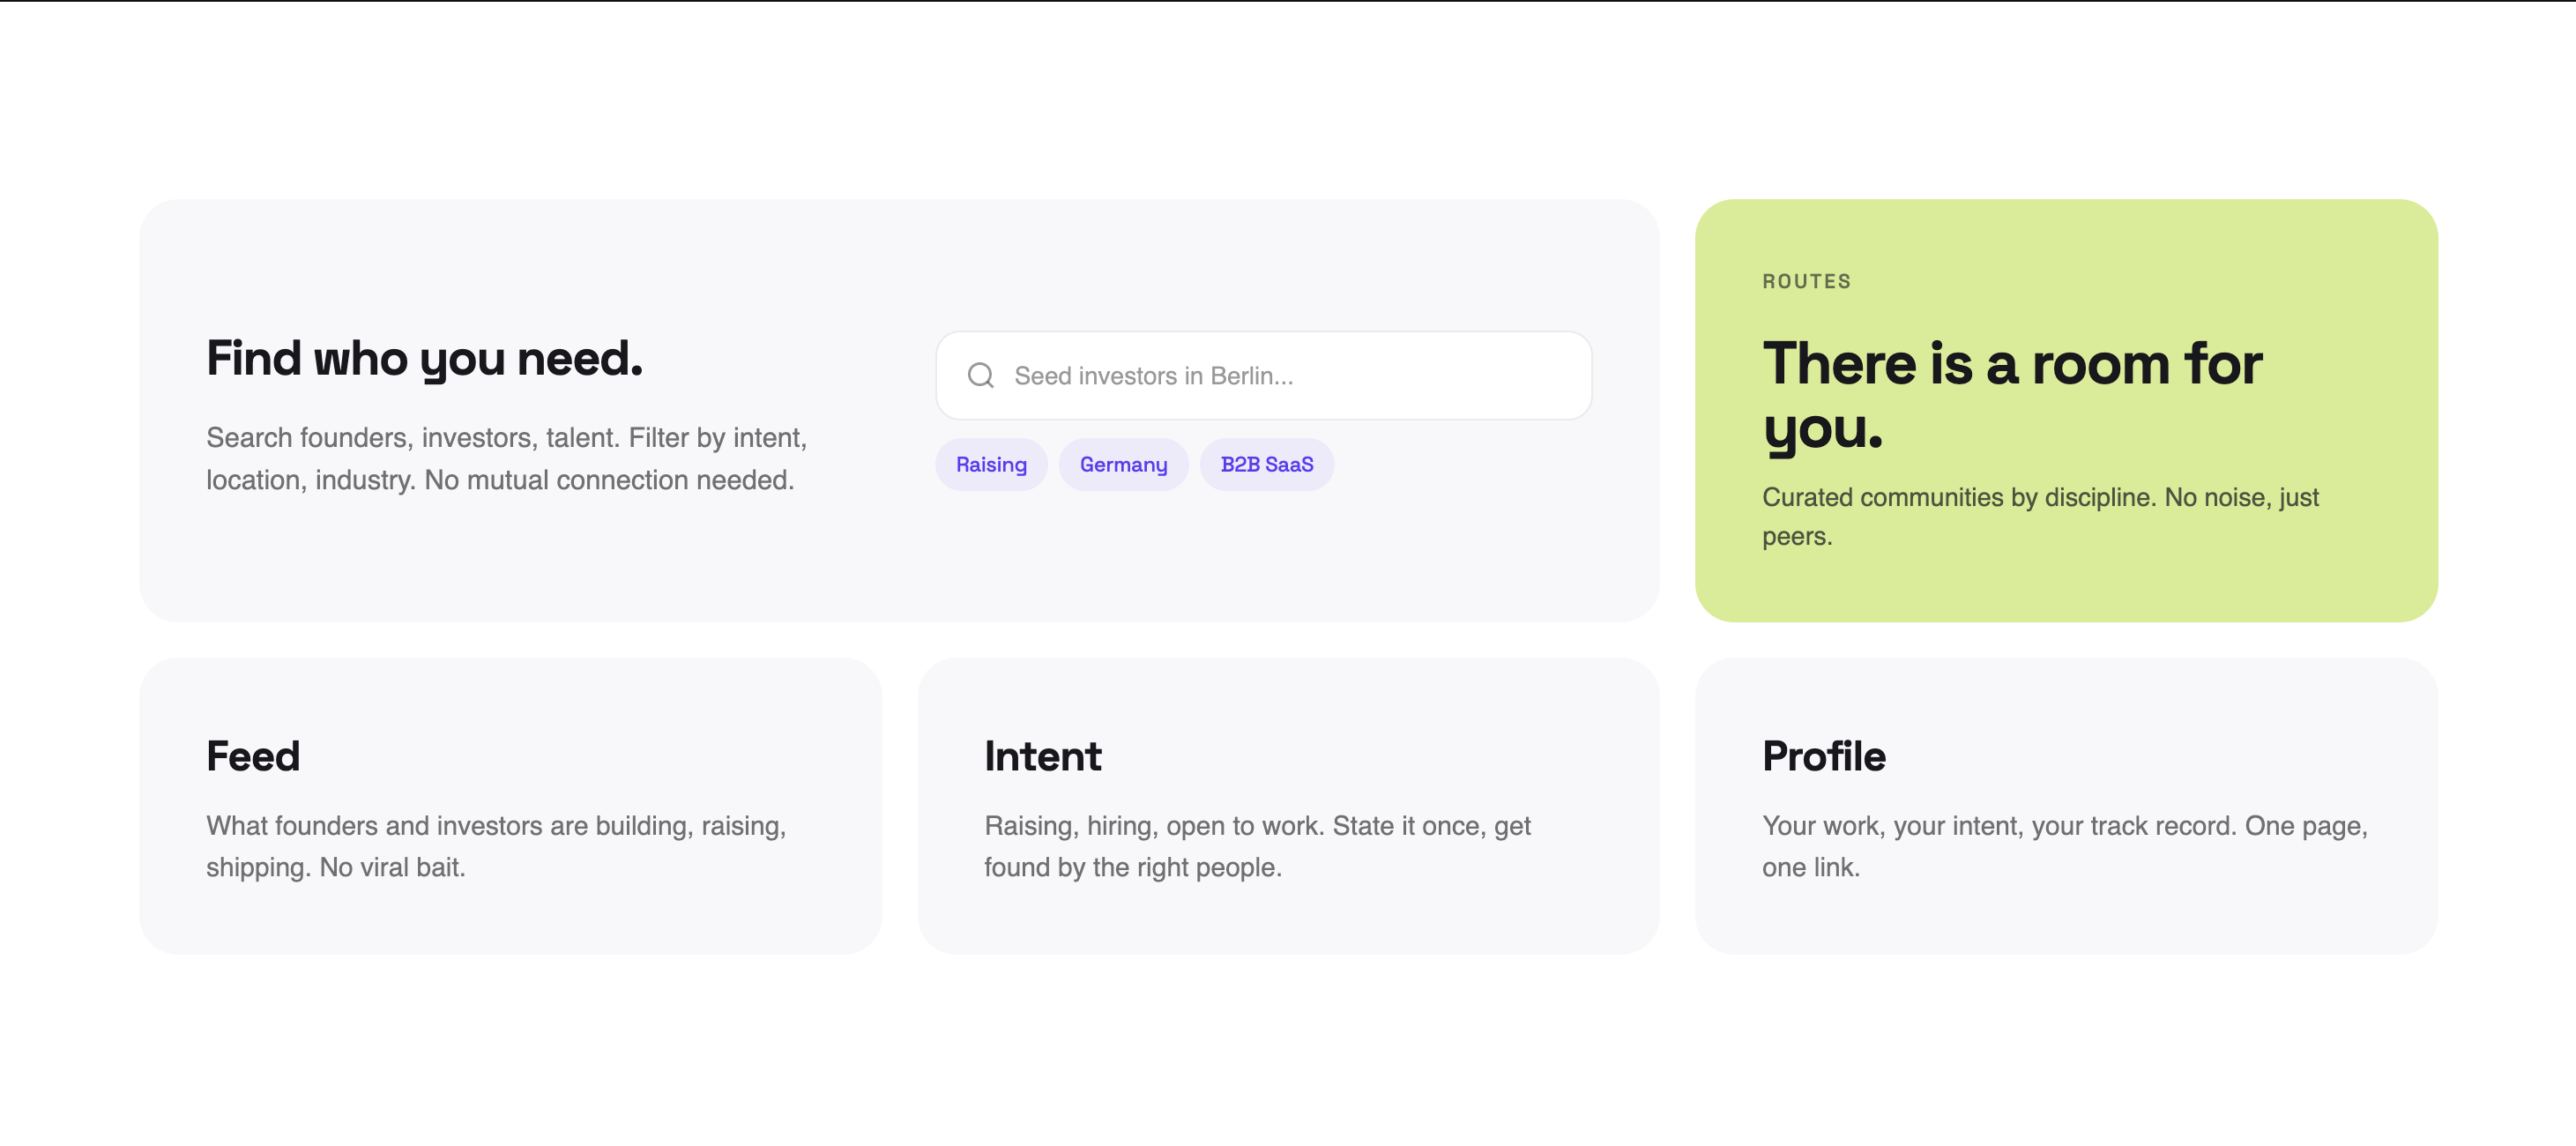 Find who you need.
Search founders, investors, talent. Filter by intent,
location, industry. No mutual connection needed.
Seed investors in Berlin...
Raising
Germany
B2B SaaS
ROUTES
There is a room for
you.
Curated communities by discipline. No noise, just
peers.
Feed
What founders and investors are building, raising,
shipping. No viral bait.
Intent
Raising, hiring, open to work. State it once, get
found by the right people.
Profile
Your work, your intent, your track record. One page,
one link.